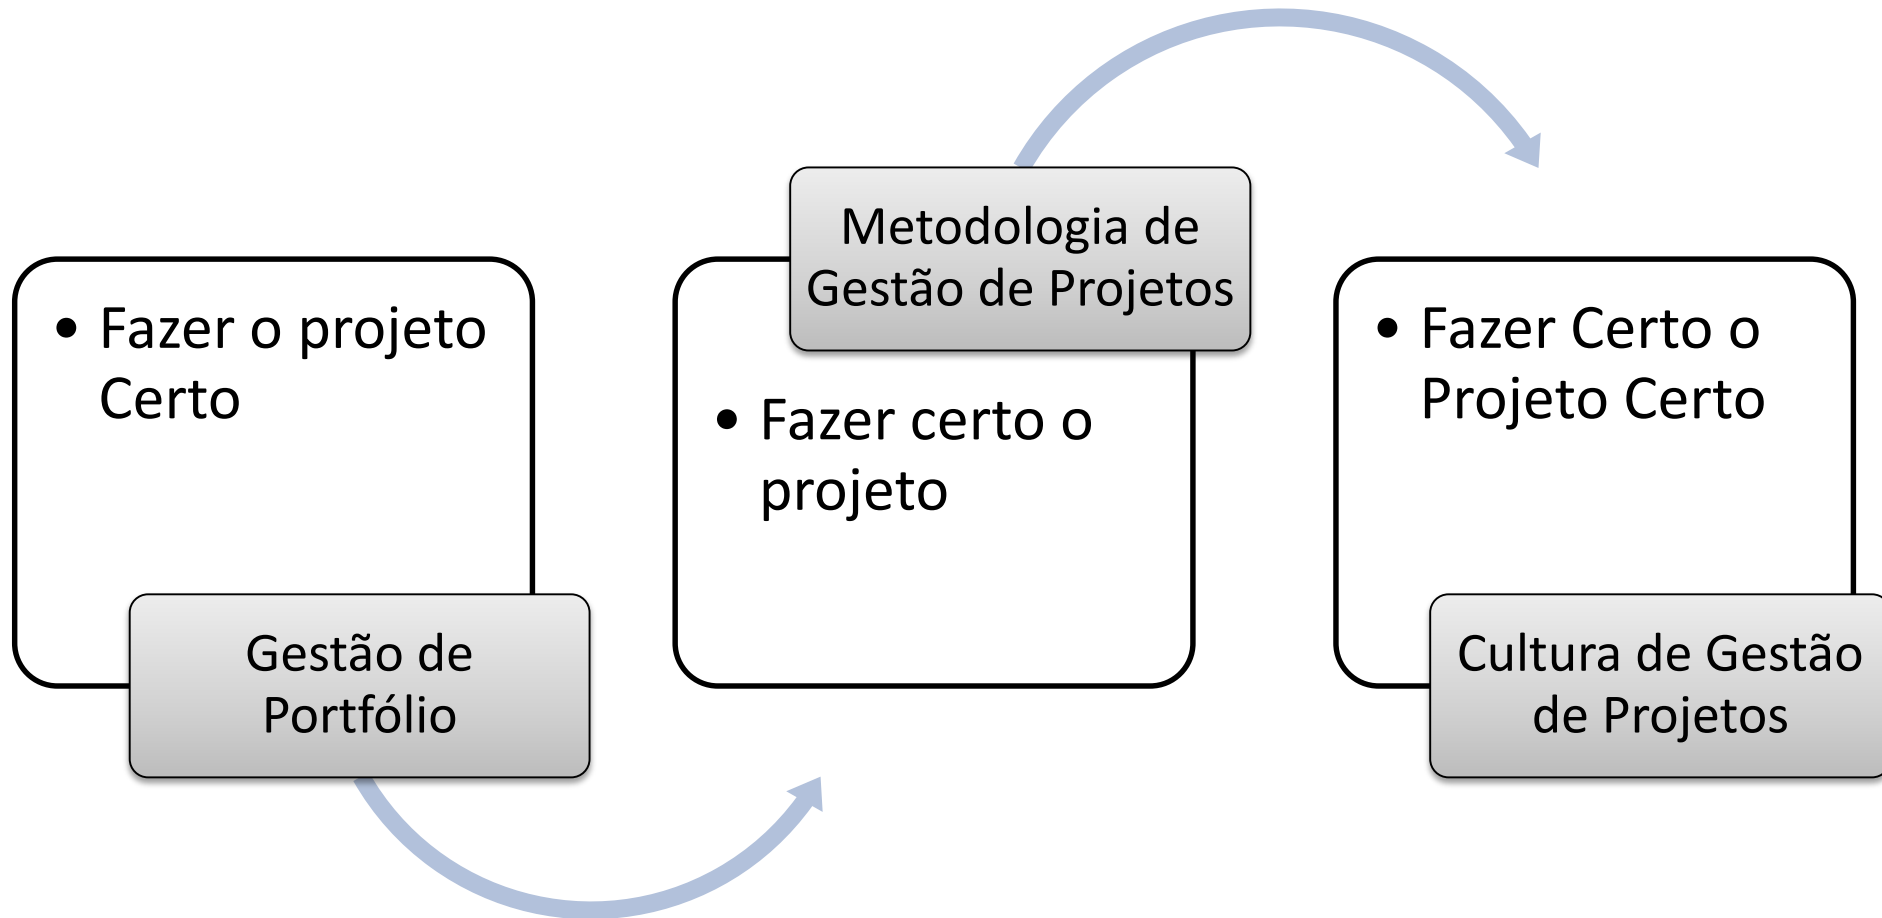 • Fazer o projeto
Certo
Gestão de
Portfólio
Metodologia de
Gestão de Projetos
• Fazer certo o
projeto
• Fazer Certo o
Projeto Certo
Cultura de Gestão
de Projetos